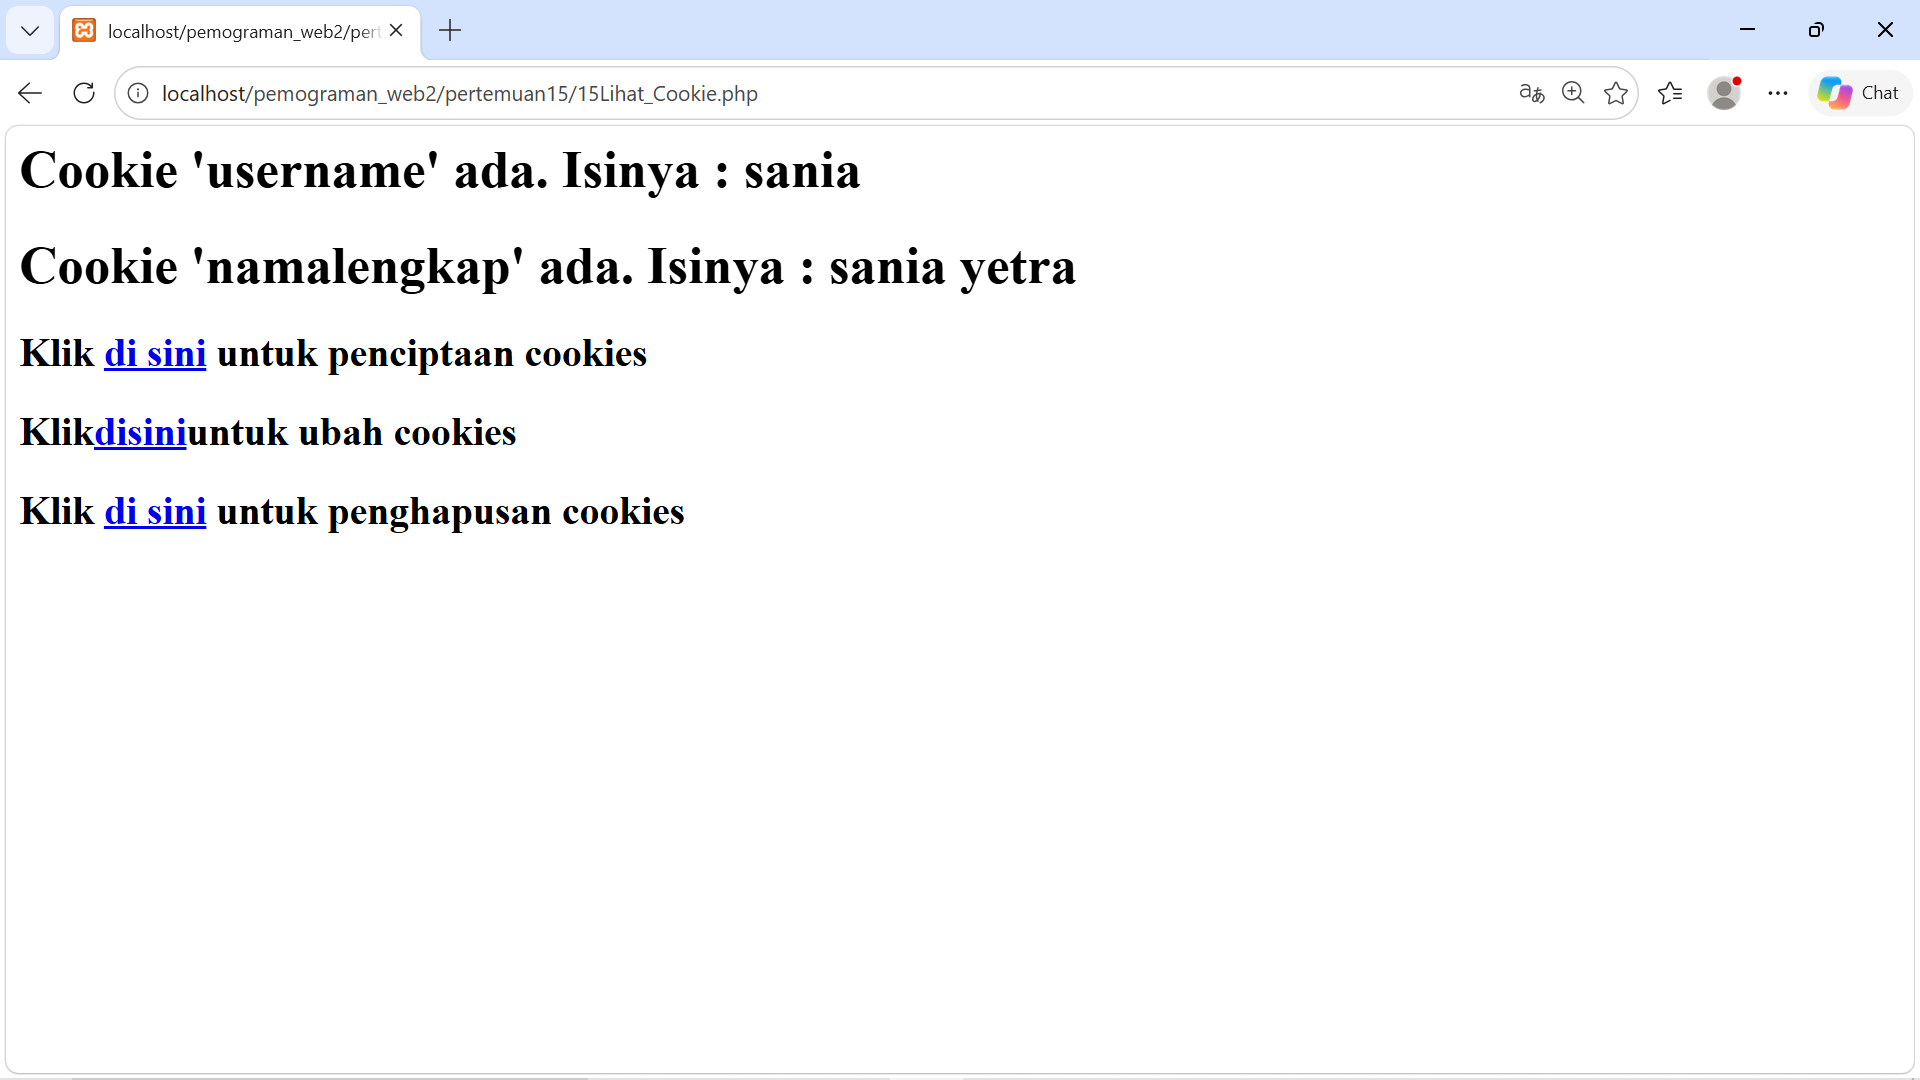 localhost/pemograman_web2/pert
localhost/pemograman_web2/pertemuan15/15Lihat_Cookie.php
Chat
Cookie 'username' ada. Isinya : sania
Cookie 'namalengkap' ada. Isinya : sania yetra
Klik di sini untuk penciptaan cookies
Klikdisiniuntuk ubah cookies
Klik di sini untuk penghapusan cookies